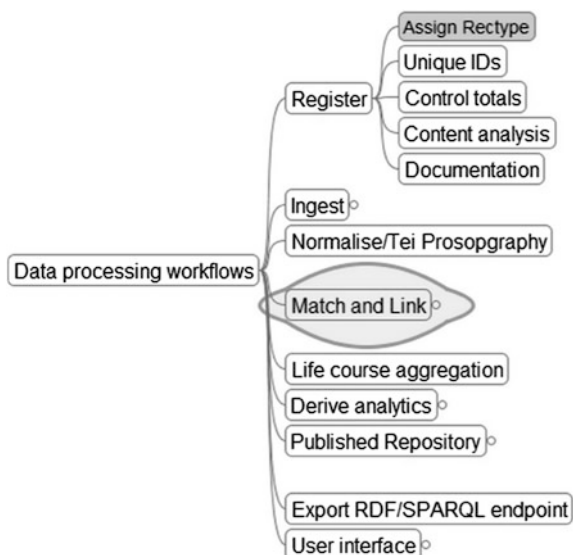 Assign Rectype
Unique IDs
Register
Control totals
Content analysis
Documentation
Ingest
Normalise/Tei Prosopgraphy
Data processing workflows
Match and Link
Life course aggregation
Derive analytics
Published Repository
Export RDF/SPARQL endpoint
User interface